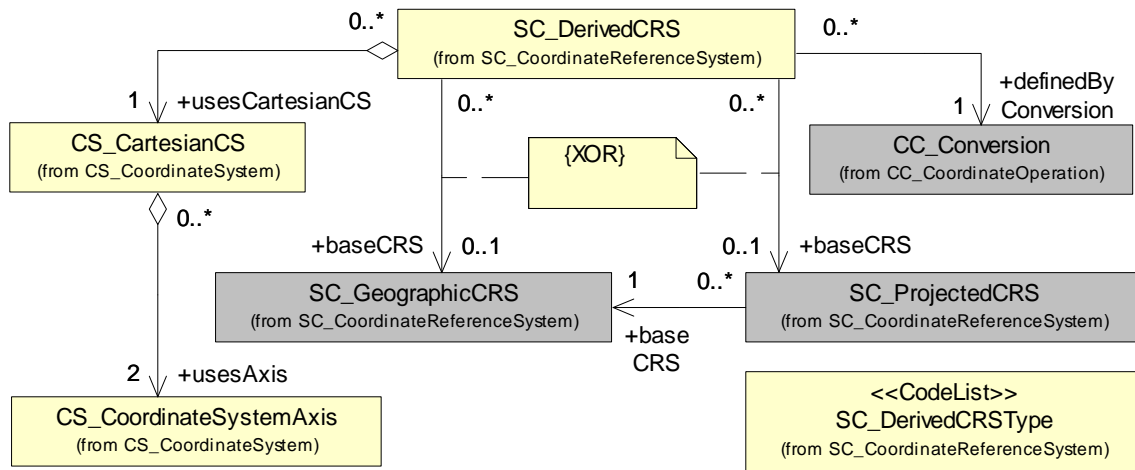 0..*
SC_DerivedCRS
(from SC_CoordinateReferenceSystem)
0..*
1
+usesCartesianCS
0..*
0..*
+definedBy
Conversion
1
CS_CartesianCS
(from CS_CoordinateSystem)
{XOR}
CC_Conversion
(from CC_CoordinateOperation)
0..*
+baseCRS
0..1
0..1
+baseCRS
SC_GeographicCRS
(from SC_CoordinateReferenceSystem)
1
0..*
SC_ProjectedCRS
(from SC_CoordinateReferenceSystem)
+base
CRS
2
+usesAxis
CS_CoordinateSystemAxis
(from CS_CoordinateSystem)
<<CodeList>>
SC_DerivedCRSType
(from SC_CoordinateReferenceSystem)